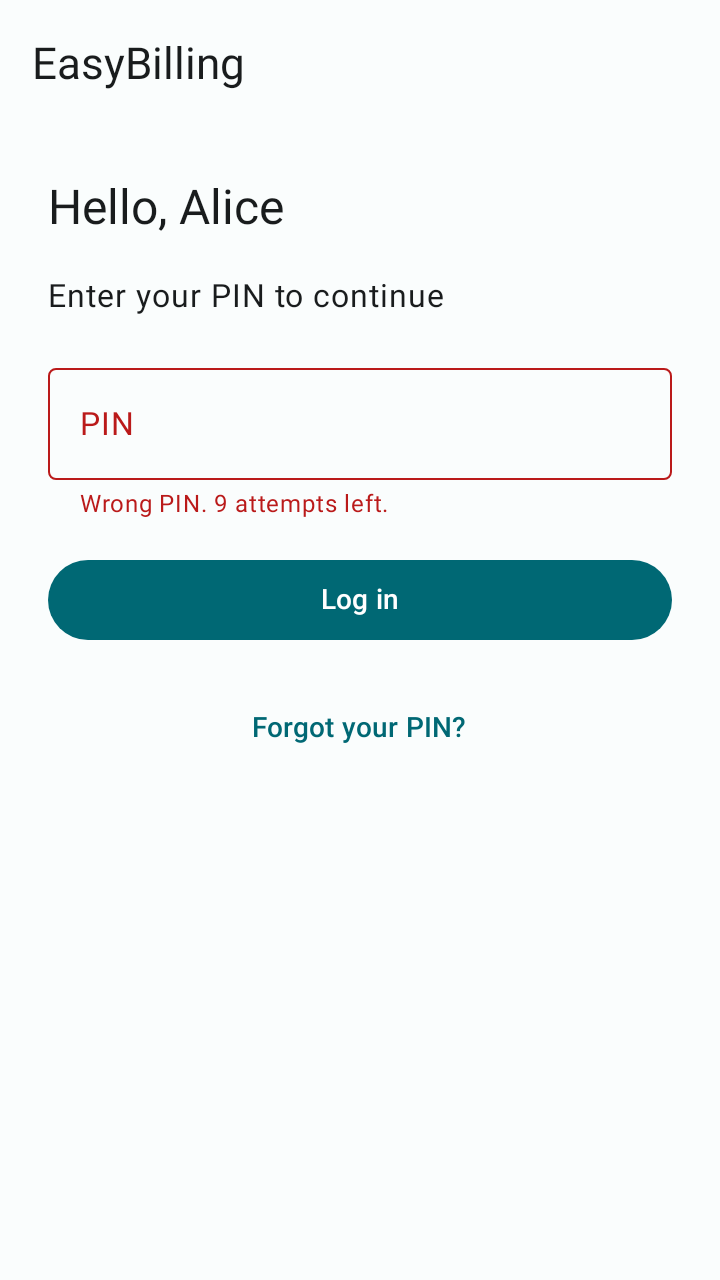 EasyBilling
Hello, Alice
Enter your PIN to continue
PIN
Wrong PIN. 9 attempts left.
Log in
Forgot your PIN?